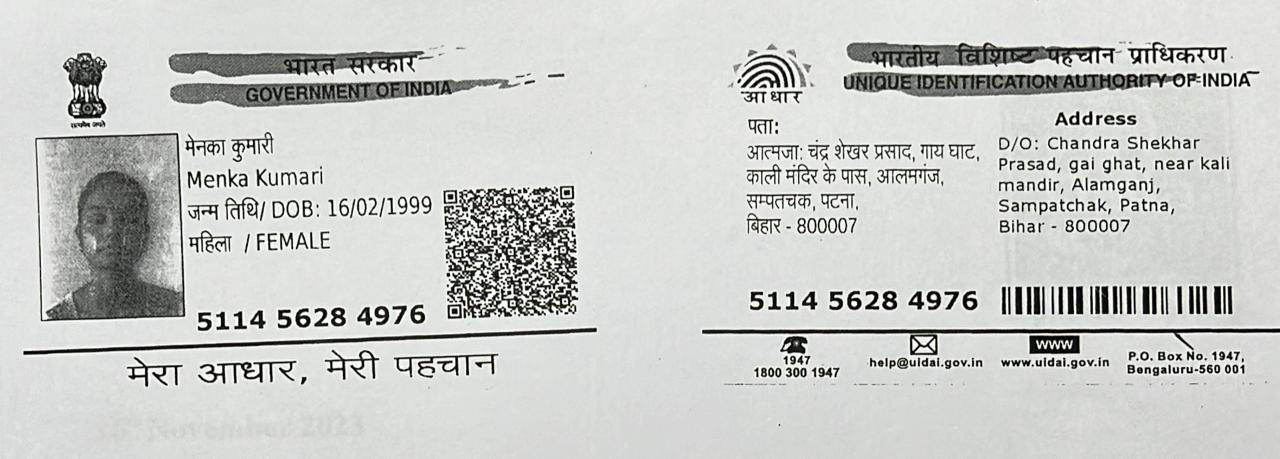 भारत सरकार
GOVERNMENT OF INDIA
सत्यमेव जयते
मेनका कुमारी
Menka Kumari
जन्म तिथि/ DOB: 16/02/1999
महिला / FEMALE
5114 5628 4976
मेरा आधार, मेरी पहचान
November 2023
भारतीय विशिष्ट पहचान प्राधिकरण
UNIQUE IDENTIFICATION AUTHORITY OF INDIA
आधार
पता:
आत्मजा: चंद्र शेखर प्रसाद, गाय घाट,
काली मंदिर के पास, आलमगंज,
सम्पतचक, पटना,
बिहार - 800007
Address
D/O: Chandra Shekhar
Prasad, gai ghat, near kali
mandir, Alamganj,
Sampatchak, Patna,
Bihar - 800007
5114 5628 4976
1947
1800 300 1947
help@uidai.gov.in
www
www.uidai.gov.in
P.O. Box No. 1947,
Bengaluru-560 001